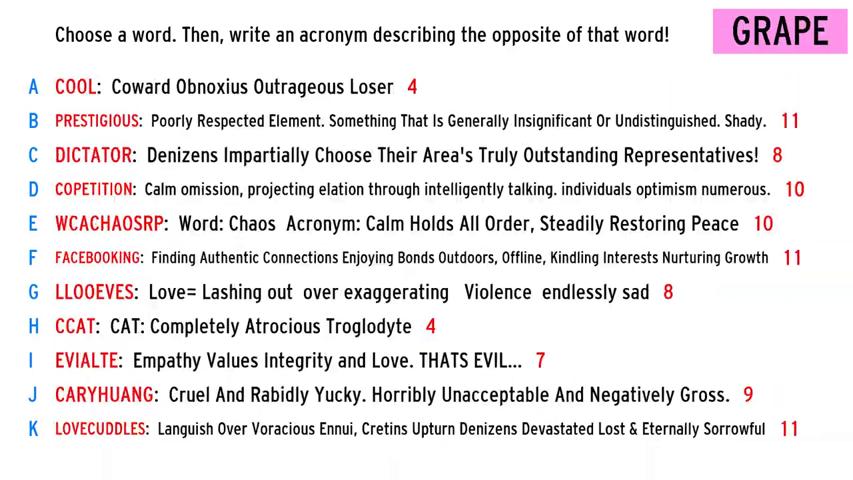 Choose a word. Then, write an acronym describing the opposite of that word!
GRAPE
A COOL: Coward Obnoxius Outrageous Loser 4
B PRESTIGIOUS: Poorly Respected Element. Something That Is Generally Insignificant Or Undistinguished. Shady. 11
C DICTATOR: Denizens Impartially Choose Their Area's Truly Outstanding Representatives! 8
D COPETITION: Calm omission, projecting elation through intelligently talking. individuals optimism numerous. 10
E WCACHAOSRP: Word: Chaos Acronym: Calm Holds All Order, Steadily Restoring Peace 10
F FACEBOOKING: Finding Authentic Connections Enjoying Bonds Outdoors, Offline, Kindling Interests Nurturing Growth 11
G LLOOEVES: Love= Lashing out over exaggerating Violence endlessly sad 8
H CCAT: CAT: Completely Atrocious Troglodyte 4
I EVIALTE: Empathy Values Integrity and Love. THATS EVIL... 7
J CARYHUANG: Cruel And Rabidly Yucky. Horribly Unacceptable And Negatively Gross. 9
K LOVECUDDLES: Languish Over Voracious Ennui, Cretins Upturn Denizens Devastated Lost & Eternally Sorrowful 11